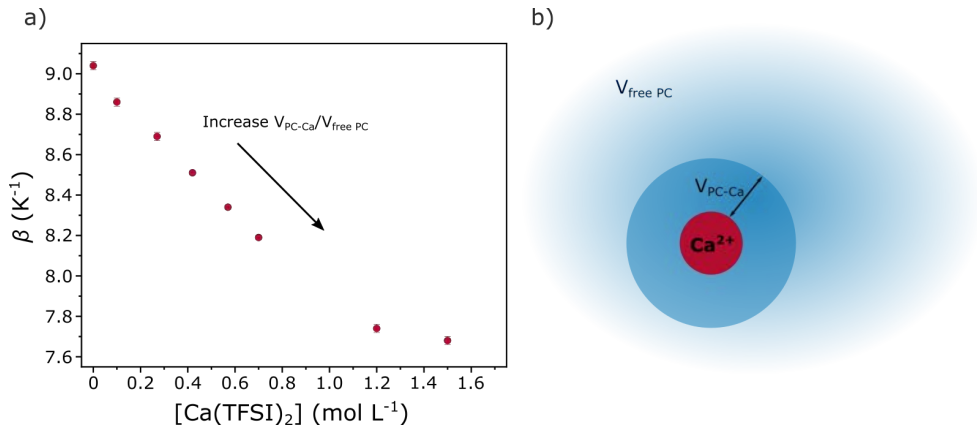 a)
b)
9.0
8.8
8.6
8.4
8.2
8.0
7.8
7.6
β (K⁻¹)
Increase V_PC-Ca/V_free PC
0 0.2 0.4 0.6 0.8 1.0 1.2 1.4 1.6
[Ca(TFSI)₂] (mol L⁻¹)
V_free PC
V_PC-Ca
Ca²⁺